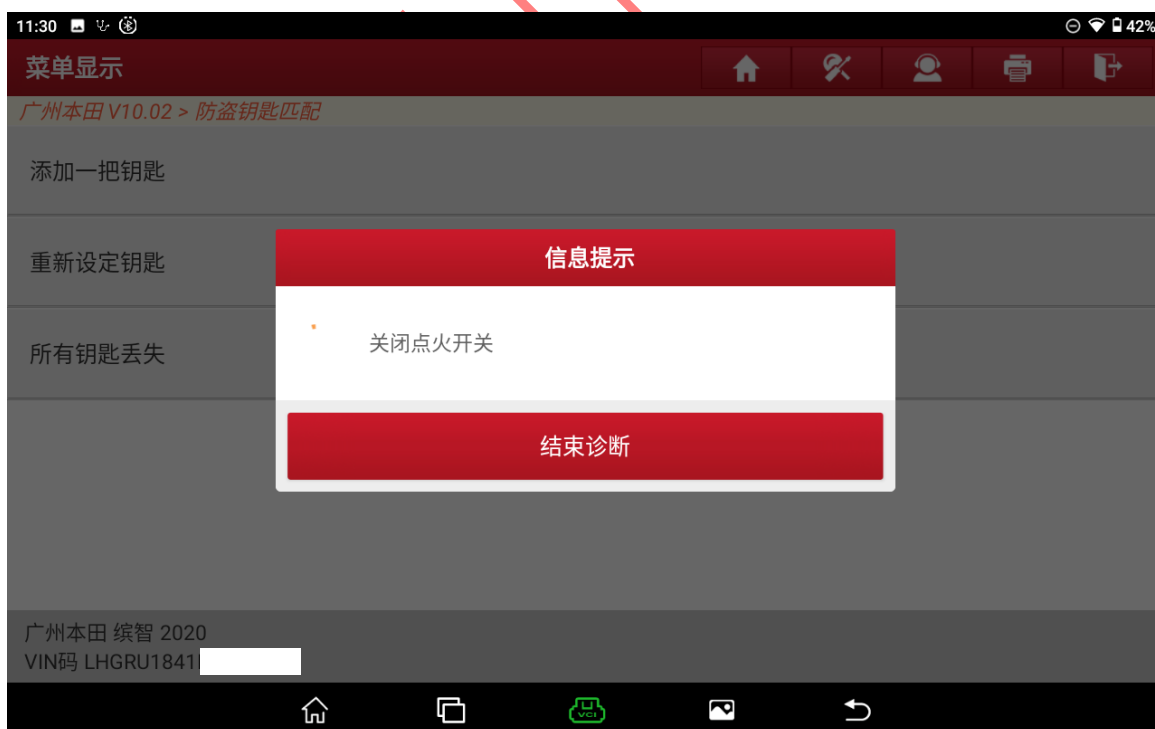 11:30
42%
菜单显示
广州本田 V10.02 > 防盗钥匙匹配
添加一把钥匙
重新设定钥匙
所有钥匙丢失
信息提示
关闭点火开关
结束诊断
广州本田 缤智 2020
VIN码 LHGRU1841
VCI